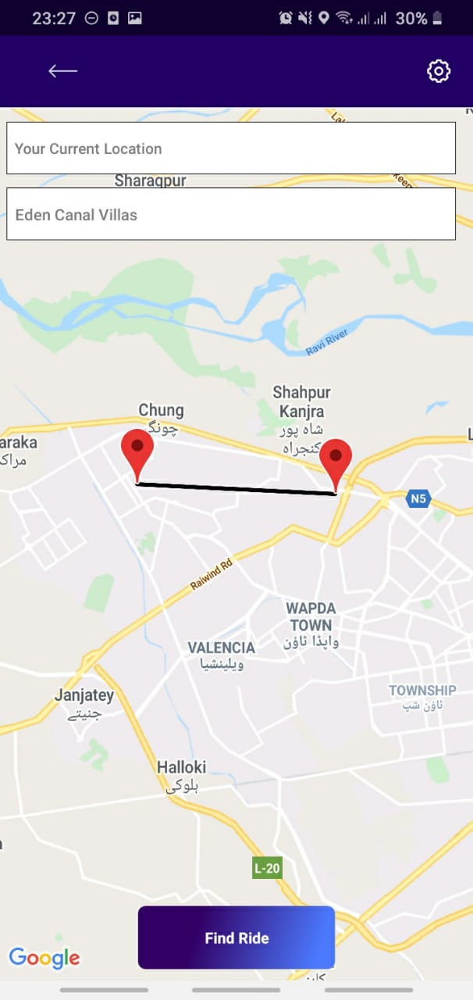 23:27
30%
Your Current Location
Sharaqpur
Eden Canal Villas
Ravi River
Shahpur
Kanjra
شاہ پور
کنجراہ
Chung
چونگ
araka
مراک
N5
Raiwind Rd
WAPDA
TOWN
واپڈا ٹاؤن
VALENCIA
ویلینشیا
TOWNSHIP
ٹاؤن شپ
Janjatey
جنیتے
Halloki
ہلوکی
L-20
Find Ride
Google